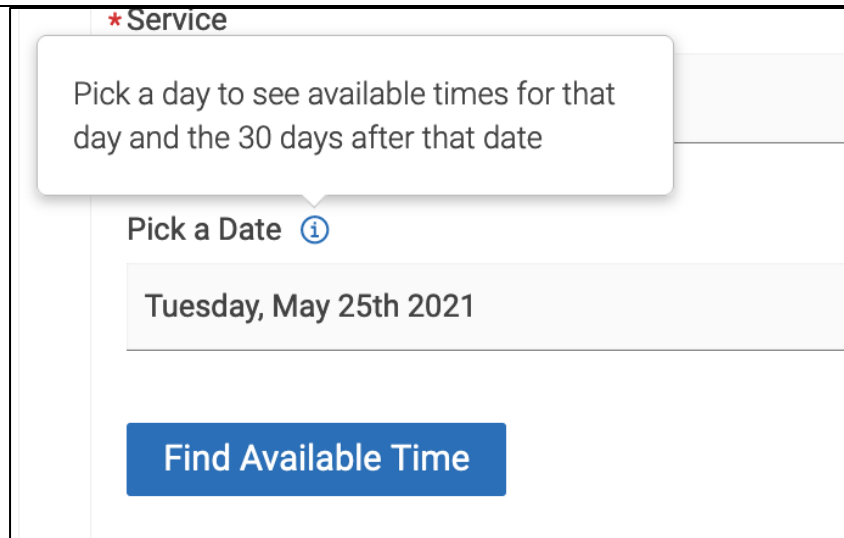 * Service
Pick a day to see available times for that
day and the 30 days after that date
Pick a Date
Tuesday, May 25th 2021
Find Available Time